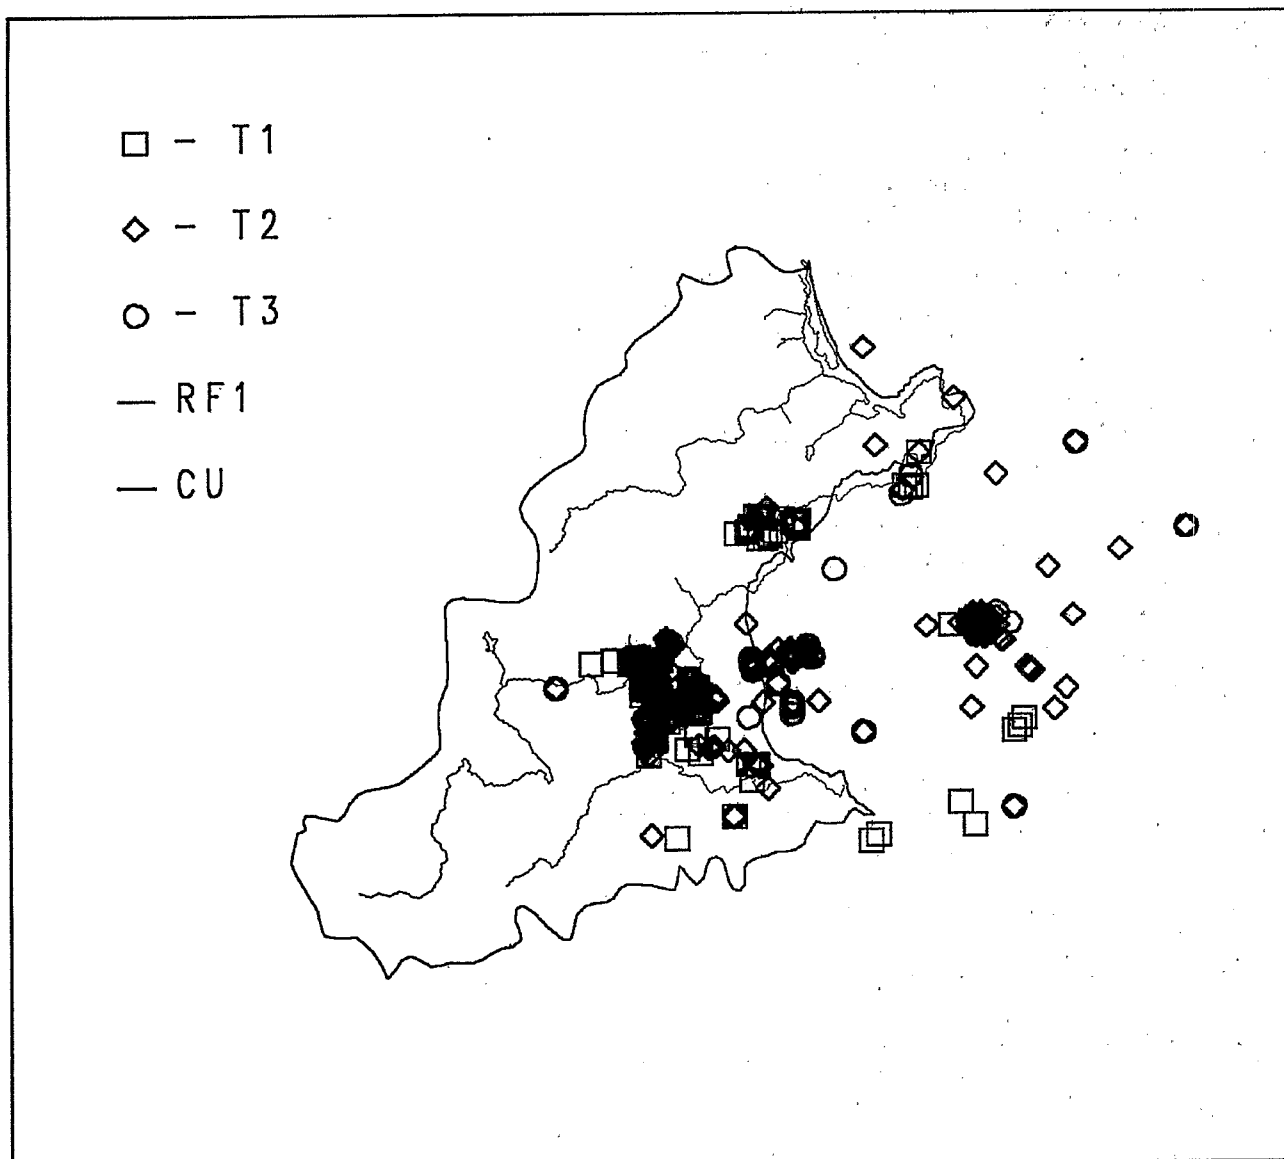 □ – T1
◇ – T2
○ – T3
— RF1
— CU